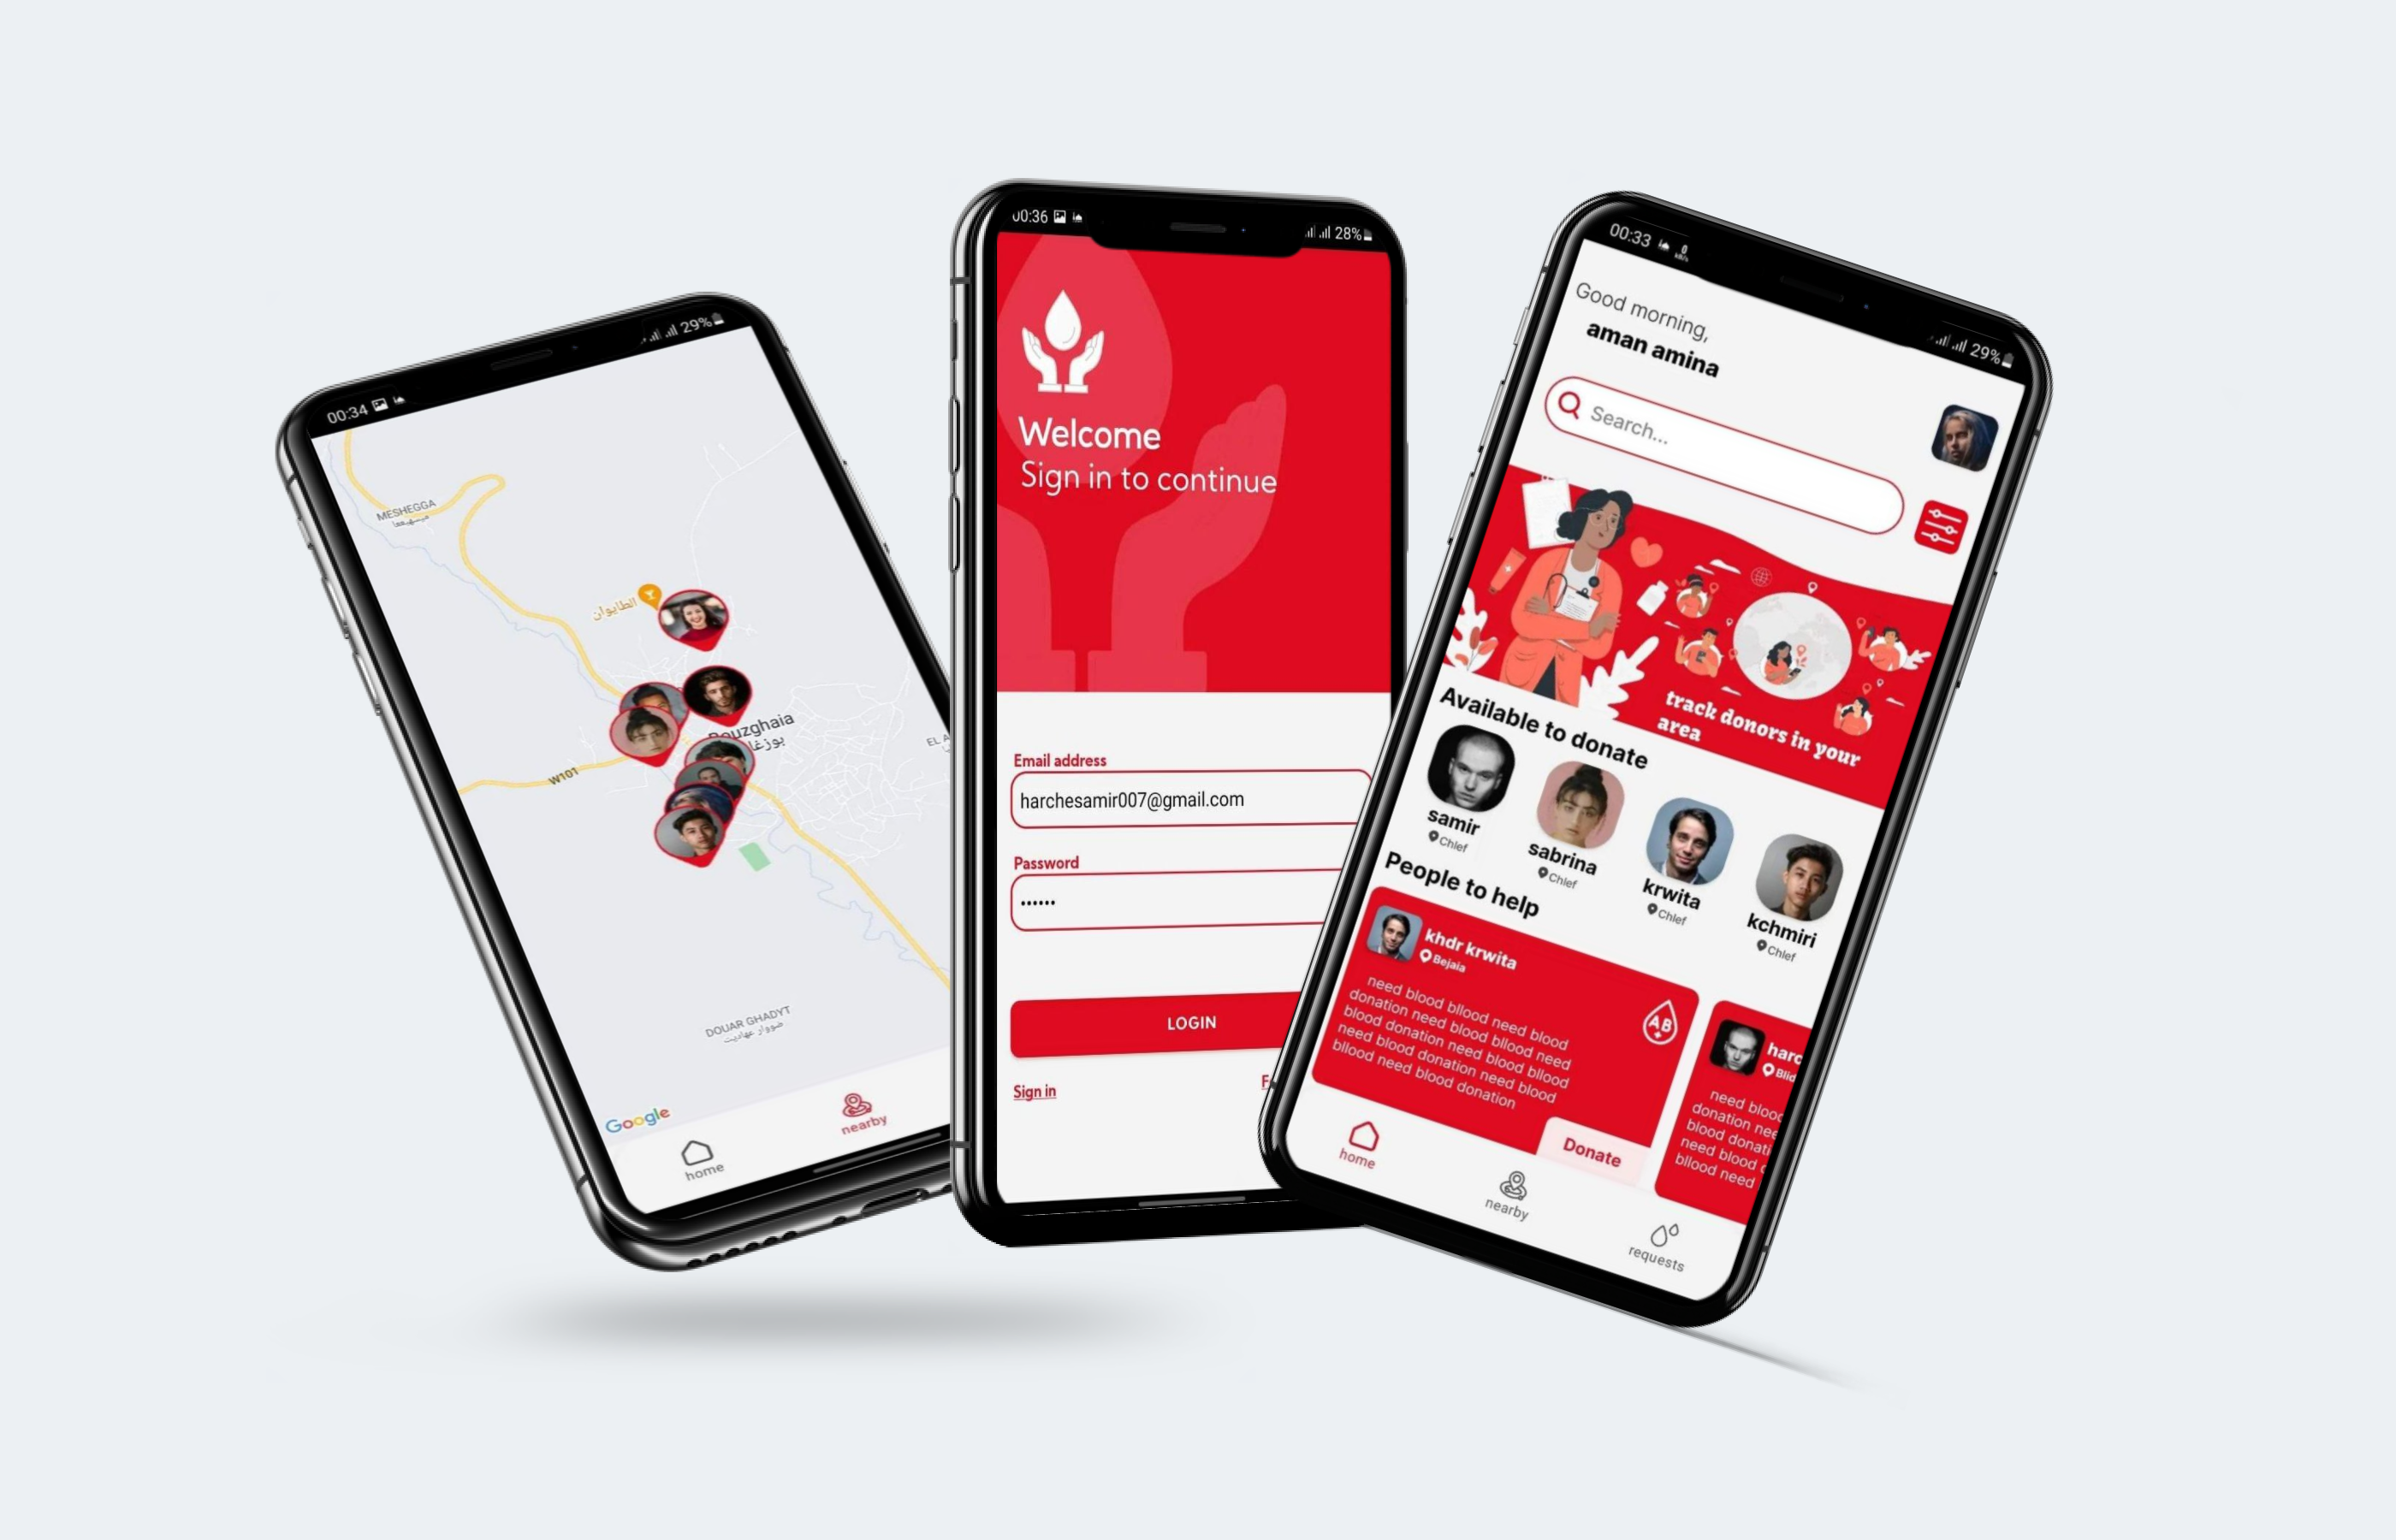 00:34
29%
MESHEGGA
الطايوان
Bouzghaia
بوزغا
EL A
W101
DOUAR GHADYT
Google
home
nearby
00:36
28%
Welcome
Sign in to continue
Email address
harchesamir007@gmail.com
Password
••••••
LOGIN
Sign in
F
00:33
0
KB/s
29%
Good morning,
aman amina
Search...
track donors in your
area
Available to donate
samir
Chlef
sabrina
Chlef
krwita
Chlef
kchmiri
Chlef
People to help
khdr krwita
Bejaia
need blood bllood need blood
donation need blood bllood need
blood donation need blood bllood
need blood donation need blood
bllood need blood donation
AB
+
Donate
harc
Blid
need blood
donation nee
blood donati
need blood d
bllood need
home
nearby
requests